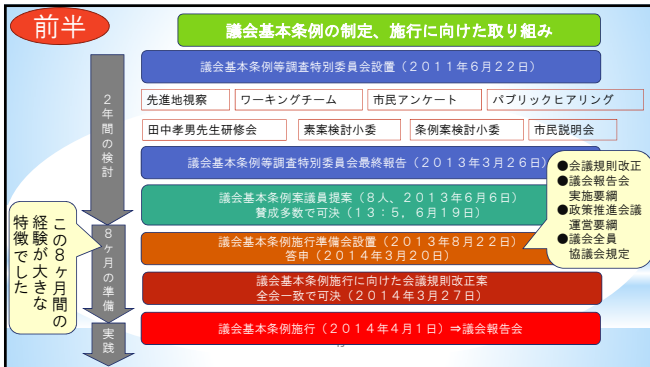 前半
議会基本条例の制定、施行に向けた取り組み
２年間の検討
議会基本条例等調査特別委員会設置（２０１１年６月２２日）
先進地視察
ワーキングチーム
市民アンケート
パブリックヒアリング
田中孝男先生研修会
素案検討小委
条例案検討小委
市民説明会
議会基本条例等調査特別委員会最終報告（２０１３年３月２６日）
議会基本条例案議員提案（８人、２０１３年６月６日）
賛成多数で可決（１３：５，６月１９日）
●会議規則改正
●議会報告会
実施要綱
●政策推進会議
運営要綱
●議会全員
協議会規定
この８ヶ月間の
経験が大きな
特徴でした
８ヶ月の準備
議会基本条例施行準備会設置（２０１３年８月２２日）
答申（２０１４年３月２０日）
議会基本条例施行に向けた会議規則改正案
全会一致で可決（２０１４年３月２７日）
実践
議会基本条例施行（２０１４年４月１日）⇒議会報告会